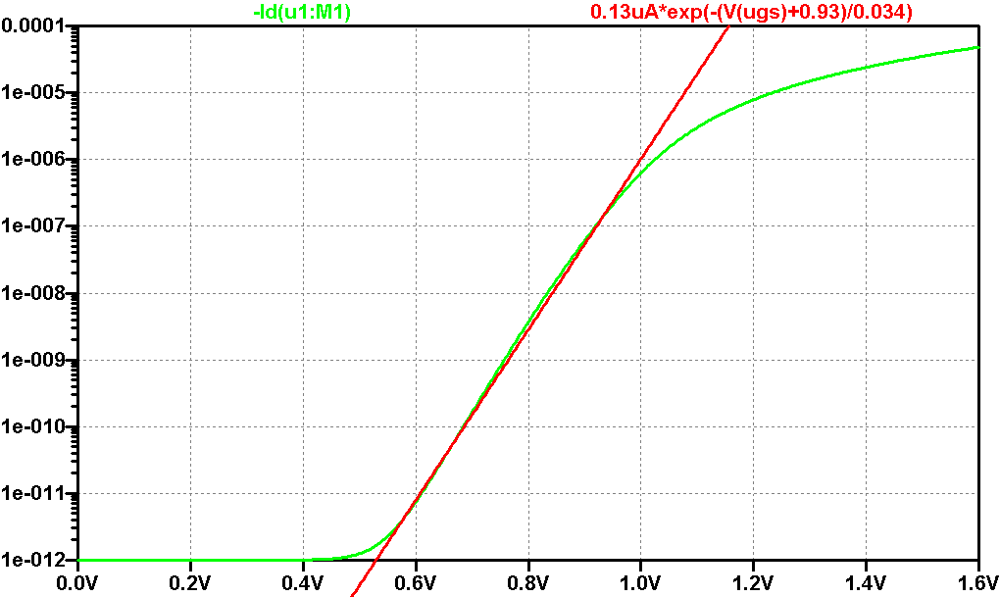 -Id(u1:M1) 0.13uA*exp(-(V(ugs)+0.93)/0.034)
0.0001
1e-005
1e-006
1e-007
1e-008
1e-009
1e-010
1e-011
1e-012
0.0V 0.2V 0.4V 0.6V 0.8V 1.0V 1.2V 1.4V 1.6V